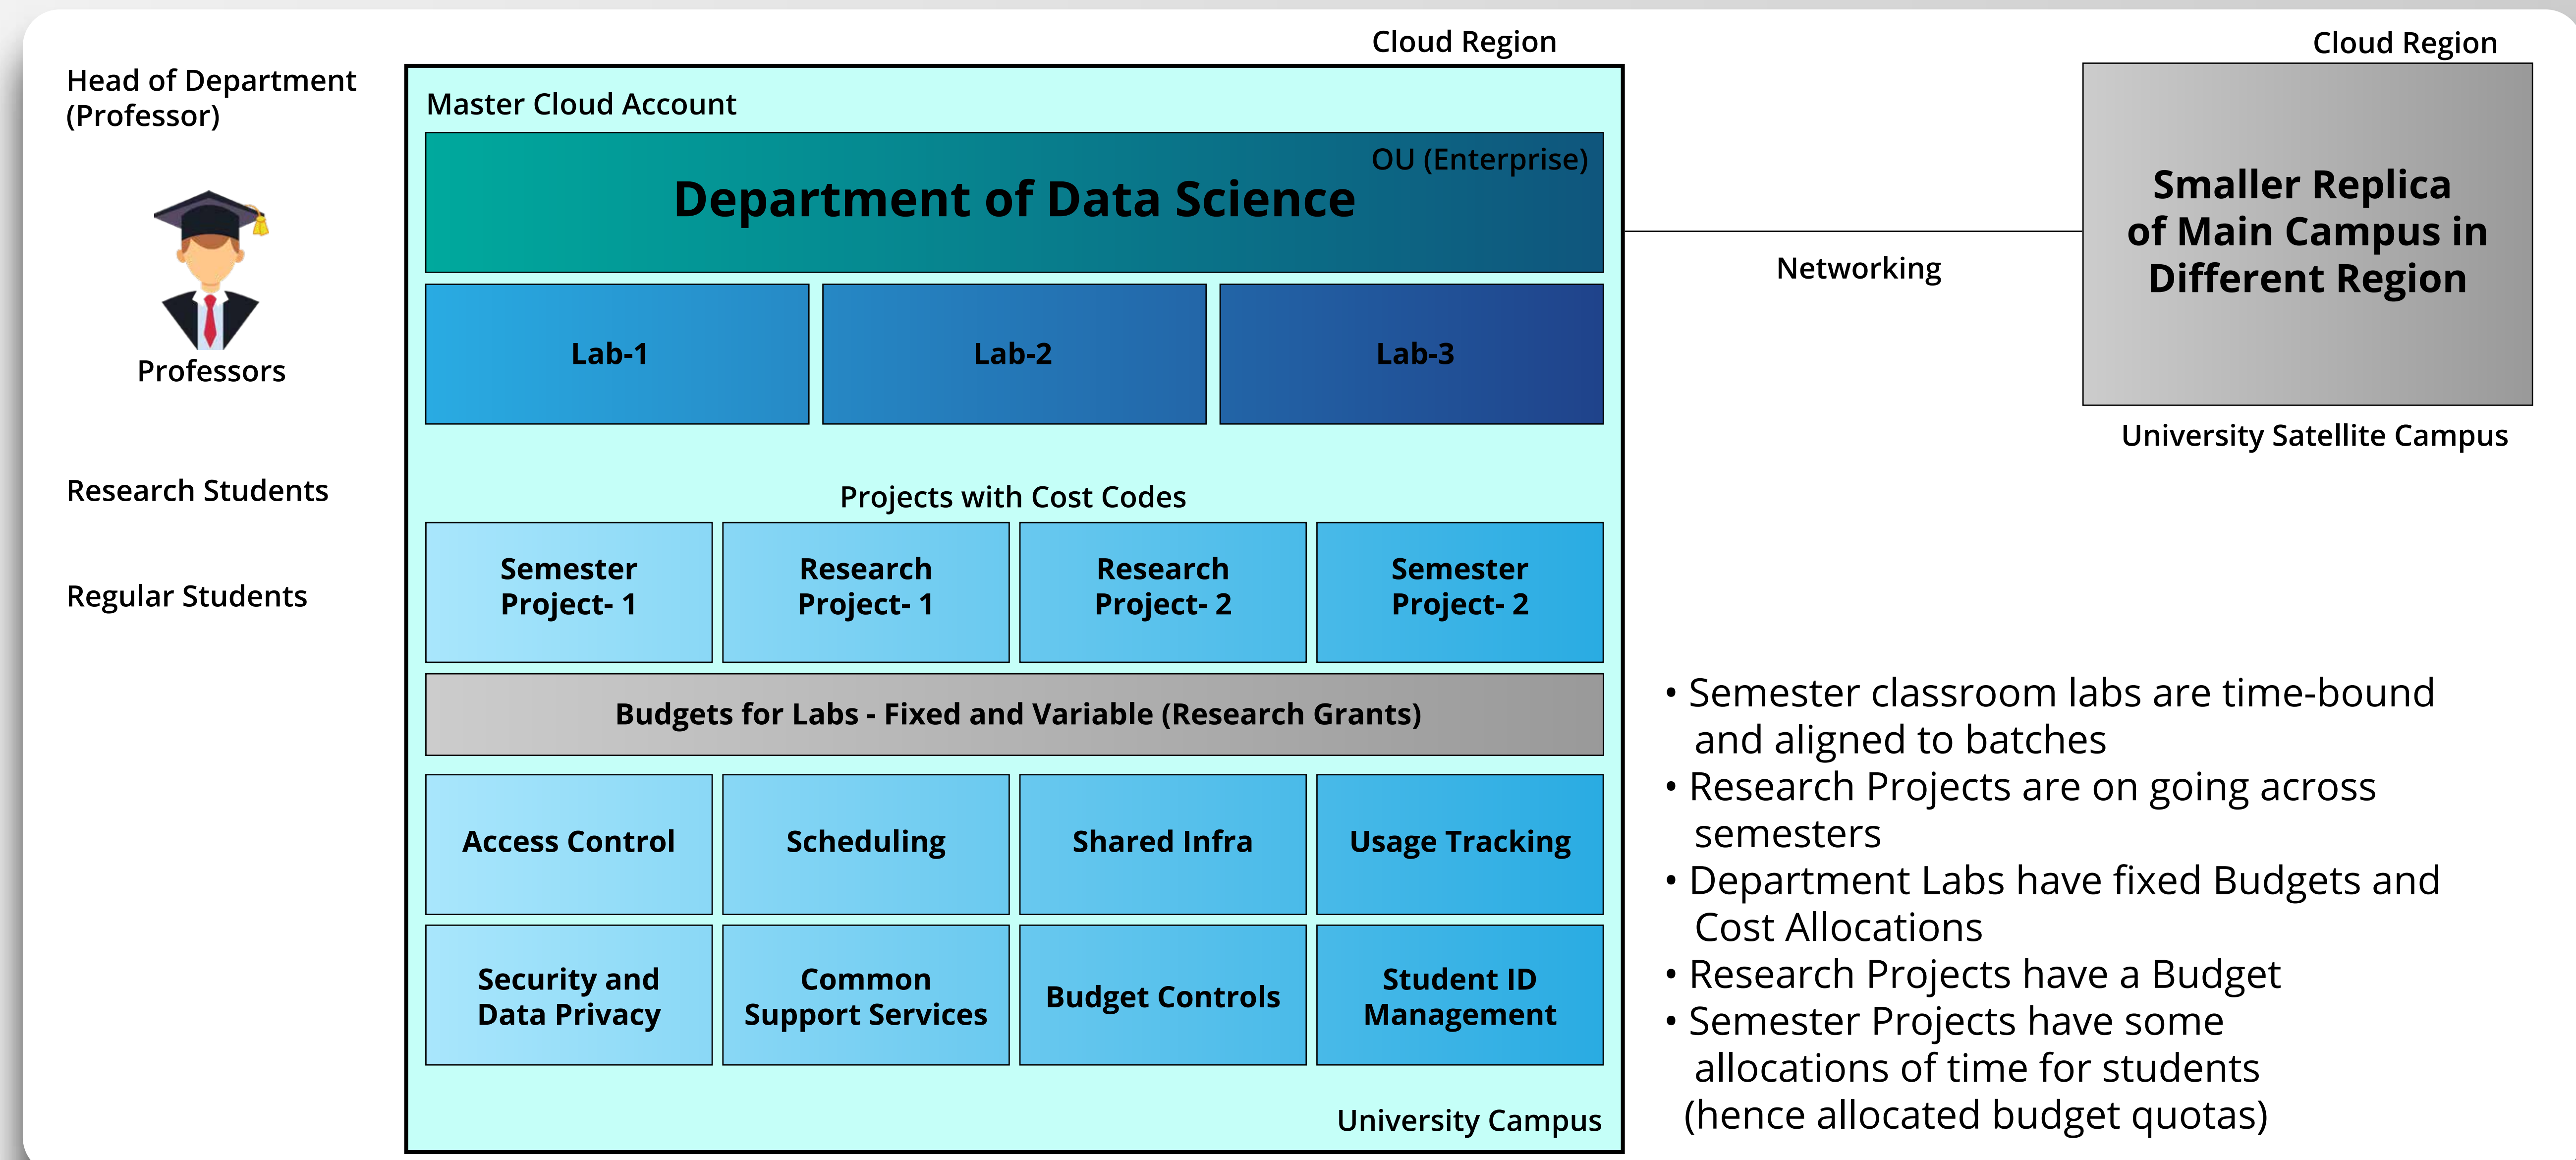 Head of Department
(Professor)
Professors
Research Students
Regular Students
Cloud Region
Master Cloud Account
OU (Enterprise)
Department of Data Science
Lab-1
Lab-2
Lab-3
Projects with Cost Codes
Semester
Project- 1
Research
Project- 1
Research
Project- 2
Semester
Project- 2
Budgets for Labs - Fixed and Variable (Research Grants)
Access Control
Scheduling
Shared Infra
Usage Tracking
Security and
Data Privacy
Common
Support Services
Budget Controls
Student ID
Management
University Campus
Networking
Cloud Region
Smaller Replica
of Main Campus in
Different Region
University Satellite Campus
• Semester classroom labs are time-bound
and aligned to batches
• Research Projects are on going across
semesters
• Department Labs have fixed Budgets and
Cost Allocations
• Research Projects have a Budget
• Semester Projects have some
allocations of time for students
(hence allocated budget quotas)